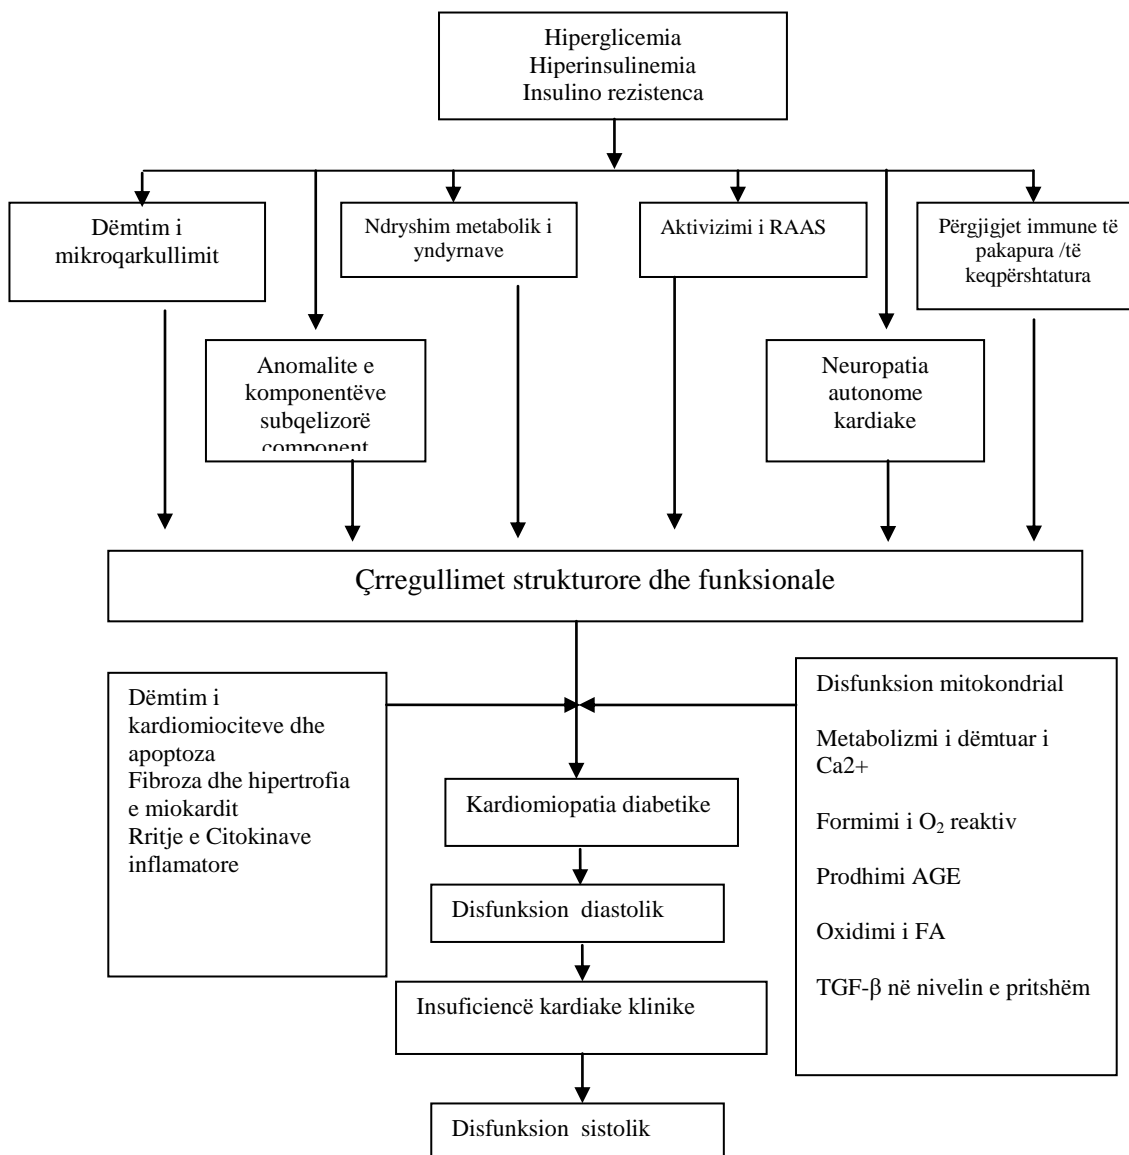 Hiperglicemia
Hiperinsulinemia
Insulino rezistenca
Dëmtim i
mikroqarkullimit
Ndryshim metabolik i
yndyrnave
Aktivizimi i RAAS
Përgjigjet immune të
pakapura /të
keqpërshtatura
Anomalite e
komponentëve
subqelizorë
component
Neuropatia
autonome
kardiake
Çrregullimet strukturore dhe funksionale
Dëmtim i
kardiomiociteve dhe
apoptoza
Fibroza dhe hipertrofia
e miokardit
Rritje e Citokinave
inflamatore
Disfunksion mitokondrial
Metabolizmi i dëmtuar i
Ca2+
Formimi i O₂ reaktiv
Prodhimi AGE
Oxidimi i FA
TGF-β në nivelin e pritshëm
Kardiomiopatia diabetike
Disfunksion diastolik
Insuficiencë kardiake klinike
Disfunksion sistolik